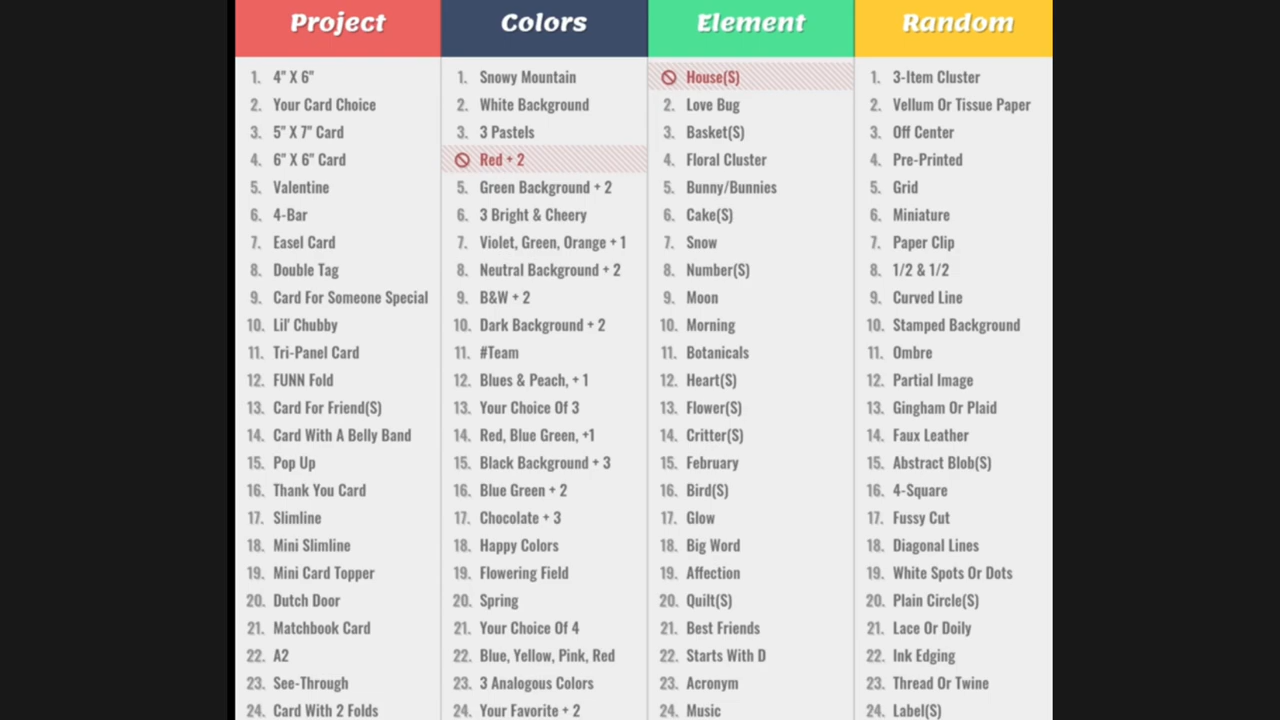 Project
Colors
Element
Random
1. 4" X 6"
2. Your Card Choice
3. 5" X 7" Card
4. 6" X 6" Card
5. Valentine
6. 4-Bar
7. Easel Card
8. Double Tag
9. Card For Someone Special
10. Lil' Chubby
11. Tri-Panel Card
12. FUNN Fold
13. Card For Friend(S)
14. Card With A Belly Band
15. Pop Up
16. Thank You Card
17. Slimline
18. Mini Slimline
19. Mini Card Topper
20. Dutch Door
21. Matchbook Card
22. A2
23. See-Through
24. Card With 2 Folds
1. Snowy Mountain
2. White Background
3. 3 Pastels
Red + 2
5. Green Background + 2
6. 3 Bright & Cheery
7. Violet, Green, Orange + 1
8. Neutral Background + 2
9. B&W + 2
10. Dark Background + 2
11. #Team
12. Blues & Peach, + 1
13. Your Choice Of 3
14. Red, Blue Green, +1
15. Black Background + 3
16. Blue Green + 2
17. Chocolate + 3
18. Happy Colors
19. Flowering Field
20. Spring
21. Your Choice Of 4
22. Blue, Yellow, Pink, Red
23. 3 Analogous Colors
24. Your Favorite + 2
House(S)
2. Love Bug
3. Basket(S)
4. Floral Cluster
5. Bunny/Bunnies
6. Cake(S)
7. Snow
8. Number(S)
9. Moon
10. Morning
11. Botanicals
12. Heart(S)
13. Flower(S)
14. Critter(S)
15. February
16. Bird(S)
17. Glow
18. Big Word
19. Affection
20. Quilt(S)
21. Best Friends
22. Starts With D
23. Acronym
24. Music
1. 3-Item Cluster
2. Vellum Or Tissue Paper
3. Off Center
4. Pre-Printed
5. Grid
6. Miniature
7. Paper Clip
8. 1/2 & 1/2
9. Curved Line
10. Stamped Background
11. Ombre
12. Partial Image
13. Gingham Or Plaid
14. Faux Leather
15. Abstract Blob(S)
16. 4-Square
17. Fussy Cut
18. Diagonal Lines
19. White Spots Or Dots
20. Plain Circle(S)
21. Lace Or Doily
22. Ink Edging
23. Thread Or Twine
24. Label(S)